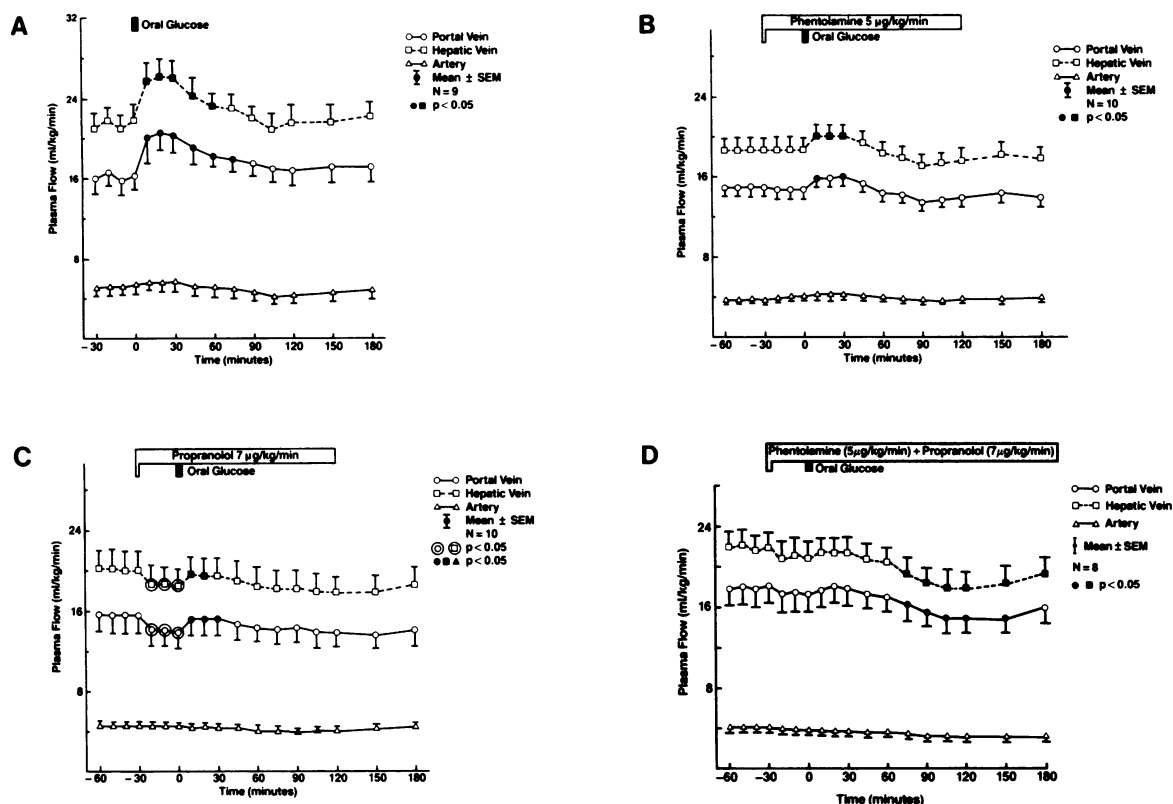 A
Oral Glucose
Portal Vein
Hepatic Vein
Artery
Mean ± SEM
N = 9
p < 0.05
32
24
16
8
Plasma Flow (ml/kg/min)
−30 0 30 60 90 120 150 180
Time (minutes)
B
Phentolamine 5 μg/kg/min
Oral Glucose
Portal Vein
Hepatic Vein
Artery
Mean ± SEM
N = 10
p < 0.05
24
16
8
Plasma Flow (ml/kg/min)
−60 −30 0 30 60 90 120 150 180
Time (minutes)
C
Propranolol 7 μg/kg/min
Oral Glucose
Portal Vein
Hepatic Vein
Artery
Mean ± SEM
N = 10
p < 0.05
p < 0.05
24
16
8
Plasma Flow (ml/kg/min)
−60 −30 0 30 60 90 120 150 180
Time (minutes)
D
Phentolamine (5μg/kg/min) + Propranolol (7μg/kg/min)
Oral Glucose
Portal Vein
Hepatic Vein
Artery
Mean ± SEM
N = 8
p < 0.05
24
16
8
Plasma Flow (ml/kg/min)
−60 −30 0 30 60 90 120 150 180
Time (minutes)